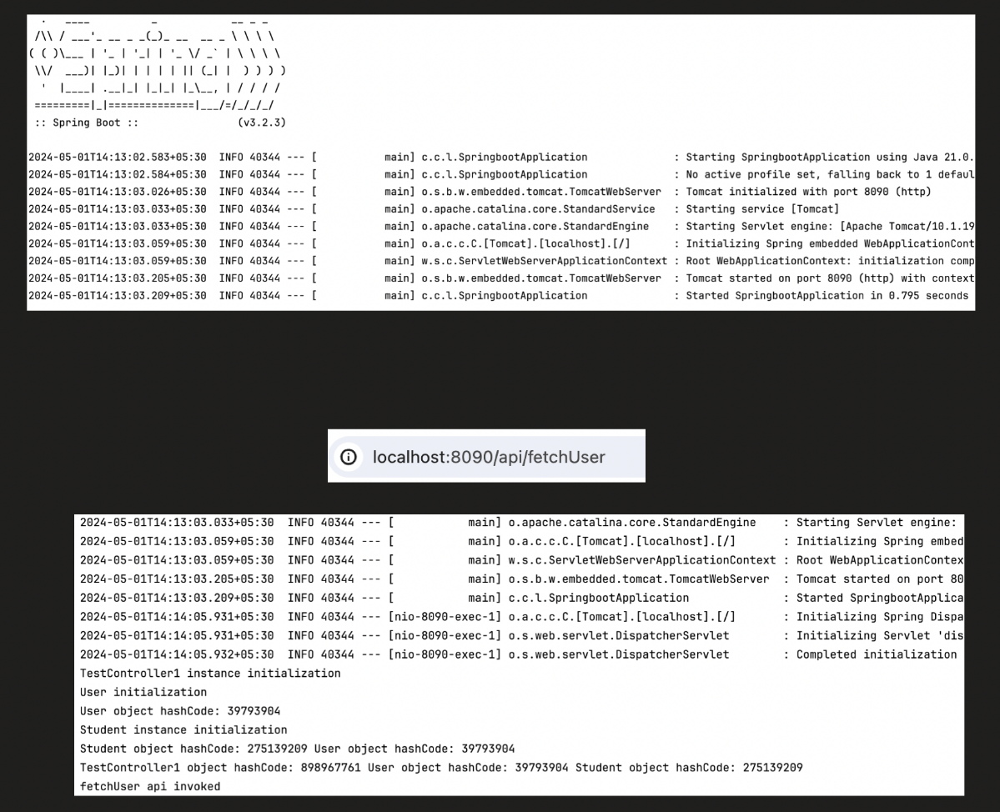 .   ____          _            __ _ _
 /\\ / ___'_ __ _ _(_)_ __  __ _ \ \ \ \
( ( )\___ | '_ | '_| | '_ \/ _` | \ \ \ \
 \\/  ___)| |_)| | | | | || (_| |  ) ) ) )
  '  |____| .__|_| |_|_| |_\__, | / / / /
 =========|_|==============|___/=/_/_/_/
 :: Spring Boot ::                (v3.2.3)
2024-05-01T14:13:02.583+05:30  INFO 40344 --- [           main] c.c.l.SpringbootApplication              : Starting SpringbootApplication using Java 21.0.
2024-05-01T14:13:02.584+05:30  INFO 40344 --- [           main] c.c.l.SpringbootApplication              : No active profile set, falling back to 1 defaul
2024-05-01T14:13:03.026+05:30  INFO 40344 --- [           main] o.s.b.w.embedded.tomcat.TomcatWebServer  : Tomcat initialized with port 8090 (http)
2024-05-01T14:13:03.033+05:30  INFO 40344 --- [           main] o.apache.catalina.core.StandardService   : Starting service [Tomcat]
2024-05-01T14:13:03.033+05:30  INFO 40344 --- [           main] o.apache.catalina.core.StandardEngine    : Starting Servlet engine: [Apache Tomcat/10.1.19
2024-05-01T14:13:03.059+05:30  INFO 40344 --- [           main] o.a.c.c.C.[Tomcat].[localhost].[/]       : Initializing Spring embedded WebApplicationCont
2024-05-01T14:13:03.059+05:30  INFO 40344 --- [           main] w.s.c.ServletWebServerApplicationContext : Root WebApplicationContext: initialization comp
2024-05-01T14:13:03.205+05:30  INFO 40344 --- [           main] o.s.b.w.embedded.tomcat.TomcatWebServer  : Tomcat started on port 8090 (http) with context
2024-05-01T14:13:03.209+05:30  INFO 40344 --- [           main] c.c.l.SpringbootApplication              : Started SpringbootApplication in 0.795 seconds
localhost:8090/api/fetchUser
2024-05-01T14:13:03.033+05:30  INFO 40344 --- [           main] o.apache.catalina.core.StandardEngine    : Starting Servlet engine:
2024-05-01T14:13:03.059+05:30  INFO 40344 --- [           main] o.a.c.c.C.[Tomcat].[localhost].[/]       : Initializing Spring embed
2024-05-01T14:13:03.059+05:30  INFO 40344 --- [           main] w.s.c.ServletWebServerApplicationContext : Root WebApplicationContex
2024-05-01T14:13:03.205+05:30  INFO 40344 --- [           main] o.s.b.w.embedded.tomcat.TomcatWebServer  : Tomcat started on port 80
2024-05-01T14:13:03.209+05:30  INFO 40344 --- [           main] c.c.l.SpringbootApplication              : Started SpringbootApplica
2024-05-01T14:14:05.931+05:30  INFO 40344 --- [nio-8090-exec-1] o.a.c.c.C.[Tomcat].[localhost].[/]       : Initializing Spring Dispa
2024-05-01T14:14:05.931+05:30  INFO 40344 --- [nio-8090-exec-1] o.s.web.servlet.DispatcherServlet        : Initializing Servlet 'dis
2024-05-01T14:14:05.932+05:30  INFO 40344 --- [nio-8090-exec-1] o.s.web.servlet.DispatcherServlet        : Completed initialization
TestController1 instance initialization
User initialization
User object hashCode: 39793904
Student instance initialization
Student object hashCode: 275139209 User object hashCode: 39793904
TestController1 object hashCode: 898967761 User object hashCode: 39793904 Student object hashCode: 275139209
fetchUser api invoked